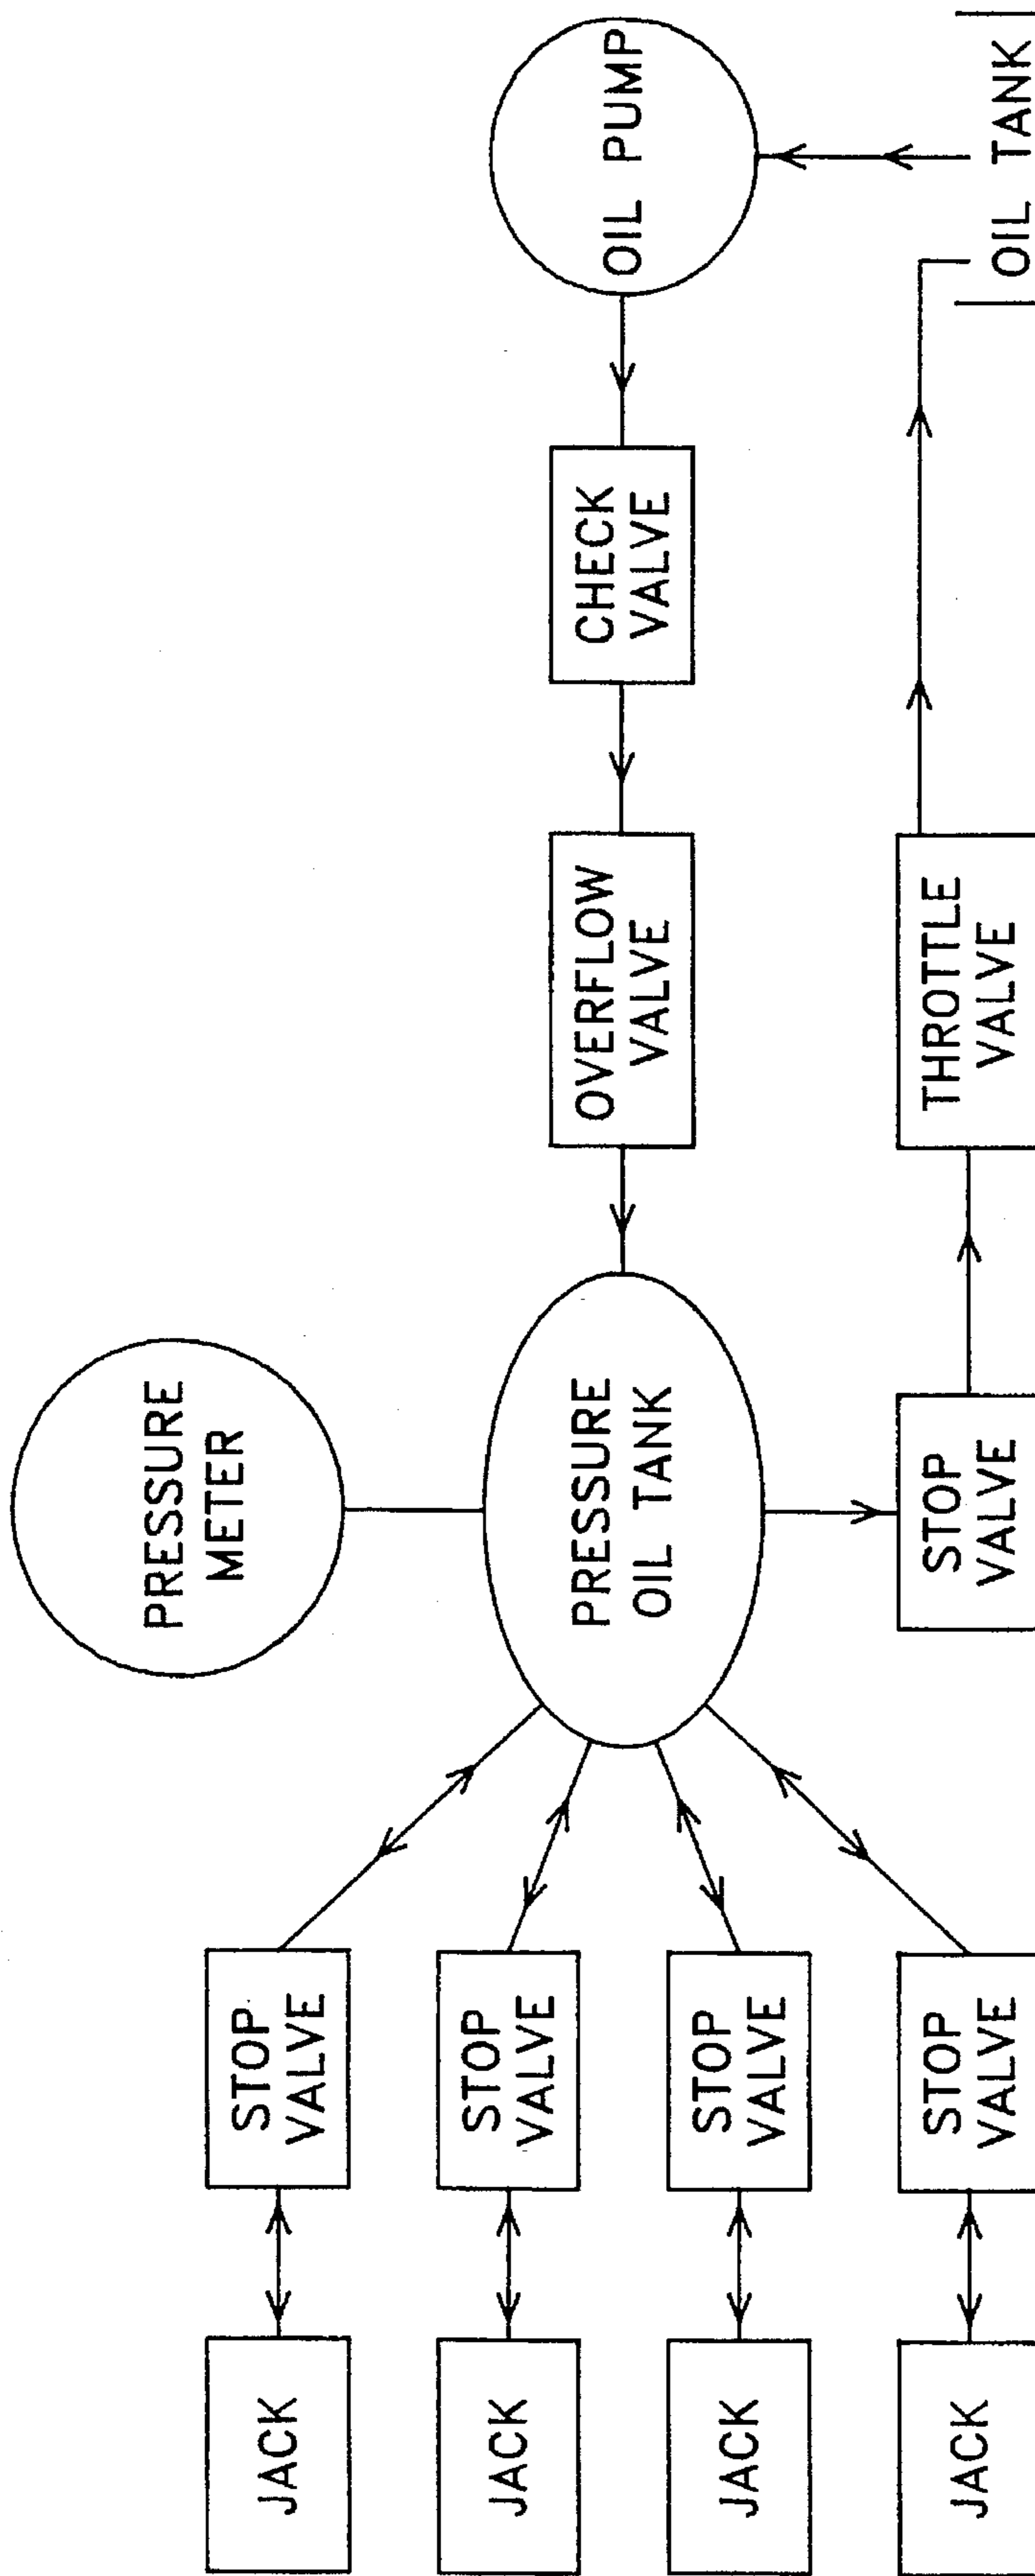 PRESSURE
METER
JACK
STOP
VALVE
JACK
STOP
VALVE
PRESSURE
OIL TANK
OVERFLOW
VALVE
CHECK
VALVE
OIL PUMP
JACK
STOP
VALVE
JACK
STOP
VALVE
STOP
VALVE
THROTTLE
VALVE
OIL TANK